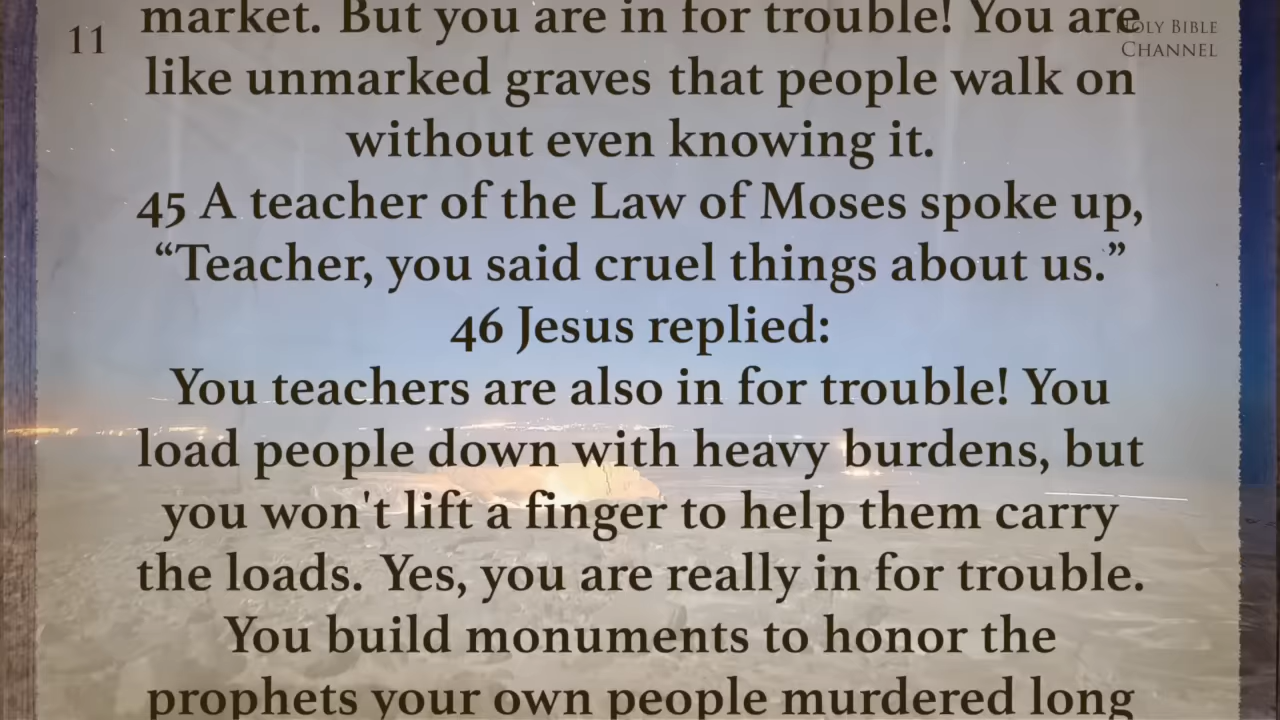 11
HOLY BIBLE
CHANNEL
market. But you are in for trouble! You are
like unmarked graves that people walk on
without even knowing it.
45 A teacher of the Law of Moses spoke up,
“Teacher, you said cruel things about us.”
46 Jesus replied:
You teachers are also in for trouble! You
load people down with heavy burdens, but
you won't lift a finger to help them carry
the loads. Yes, you are really in for trouble.
You build monuments to honor the
prophets your own people murdered long